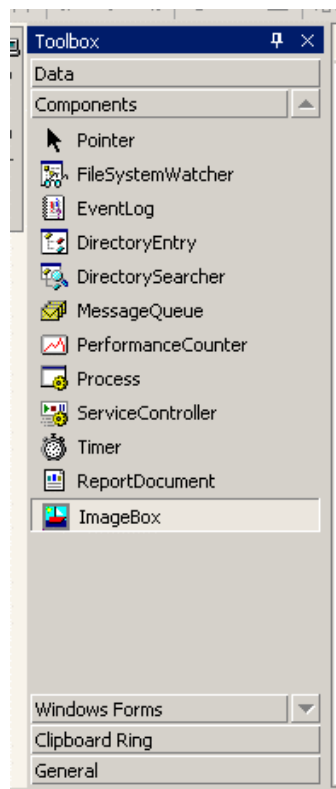 Toolbox
Data
Components
Pointer
FileSystemWatcher
EventLog
DirectoryEntry
DirectorySearcher
MessageQueue
PerformanceCounter
Process
ServiceController
Timer
ReportDocument
ImageBox
Windows Forms
Clipboard Ring
General